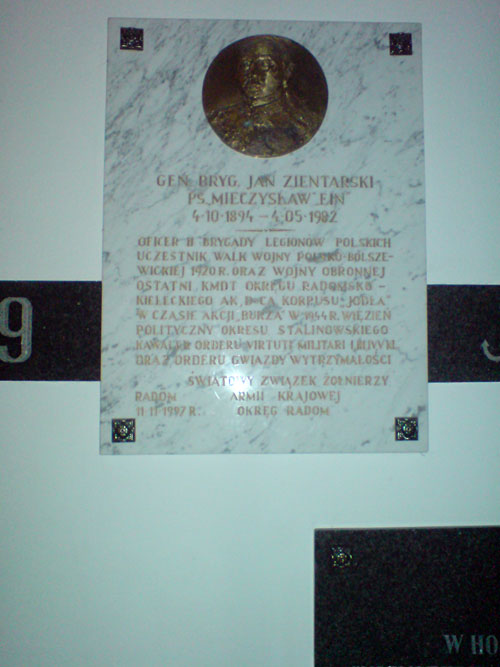 GEN. BRYG. JAN ZIENTARSKI
PS. „MIECZYSŁAW" „EIN"
4·10·1894 – 4·05·1982
OFICER II BRYGADY LEGIONÓW POLSKICH
UCZESTNIK WALK WOJNY POLSKO-BOLSZE-
WICKIEJ 1920 R. ORAZ WOJNY OBRONNEJ
OSTATNI KMDT OKRĘGU RADOMSKO -
KIELECKIEGO AK, D-CA KORPUSU „JODŁA"
W CZASIE AKCJI „BURZA" W 1944 R. WIĘZIEŃ
POLITYCZNY OKRESU STALINOWSKIEGO
KAWALER ORDERU VIRTUTI MILITARI
ORAZ ORDERU GWIAZDY WYTRZYMAŁOŚCI
ŚWIATOWY ZWIĄZEK ŻOŁNIERZY
RADOM ARMII KRAJOWEJ
11·11·1997 R. OKRĘG RADOM
9
W HO